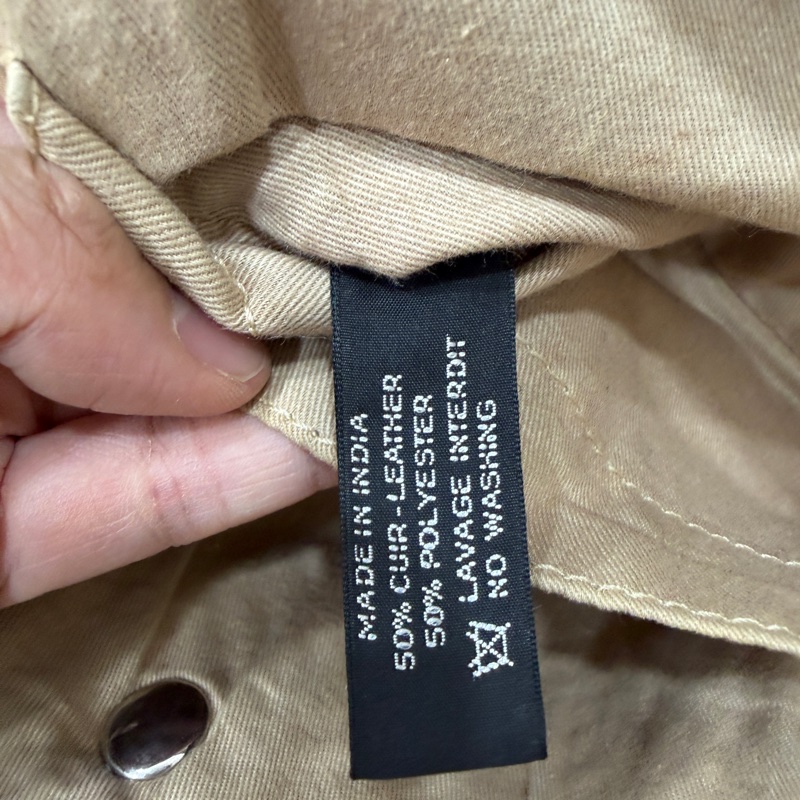 MADE IN INDIA
50% CUIR-LEATHER
50% POLYESTER
LAVAGE INTERDIT
NO WASHING